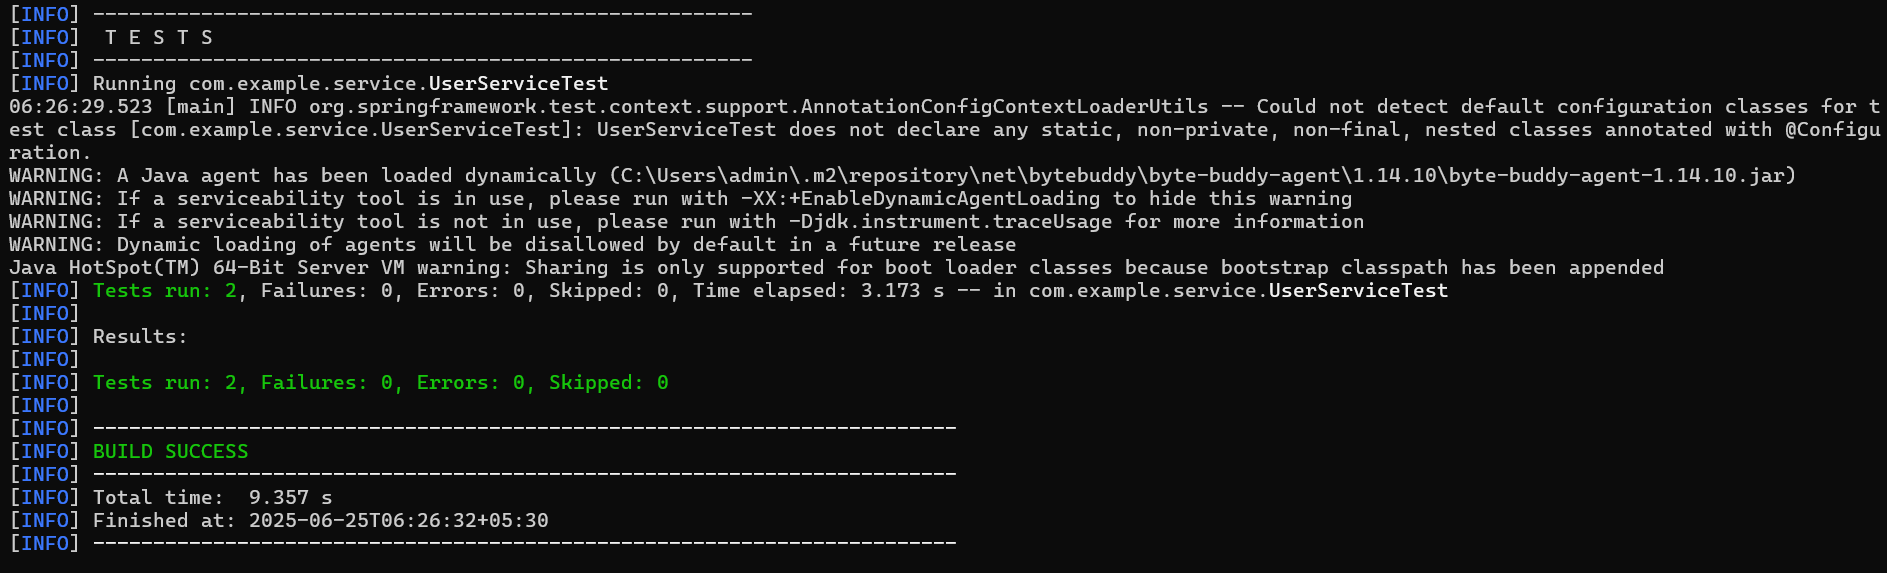 [INFO] -------------------------------------------------------
[INFO]  T E S T S
[INFO] -------------------------------------------------------
[INFO] Running com.example.service.UserServiceTest
06:26:29.523 [main] INFO org.springframework.test.context.support.AnnotationConfigContextLoaderUtils -- Could not detect default configuration classes for t
est class [com.example.service.UserServiceTest]: UserServiceTest does not declare any static, non-private, non-final, nested classes annotated with @Configu
ration.
WARNING: A Java agent has been loaded dynamically (C:\Users\admin\.m2\repository\net\bytebuddy\byte-buddy-agent\1.14.10\byte-buddy-agent-1.14.10.jar)
WARNING: If a serviceability tool is in use, please run with -XX:+EnableDynamicAgentLoading to hide this warning
WARNING: If a serviceability tool is not in use, please run with -Djdk.instrument.traceUsage for more information
WARNING: Dynamic loading of agents will be disallowed by default in a future release
Java HotSpot(TM) 64-Bit Server VM warning: Sharing is only supported for boot loader classes because bootstrap classpath has been appended
[INFO] Tests run: 2, Failures: 0, Errors: 0, Skipped: 0, Time elapsed: 3.173 s -- in com.example.service.UserServiceTest
[INFO]
[INFO] Results:
[INFO]
[INFO] Tests run: 2, Failures: 0, Errors: 0, Skipped: 0
[INFO]
[INFO] ------------------------------------------------------------------------
[INFO] BUILD SUCCESS
[INFO] ------------------------------------------------------------------------
[INFO] Total time:  9.357 s
[INFO] Finished at: 2025-06-25T06:26:32+05:30
[INFO] ------------------------------------------------------------------------